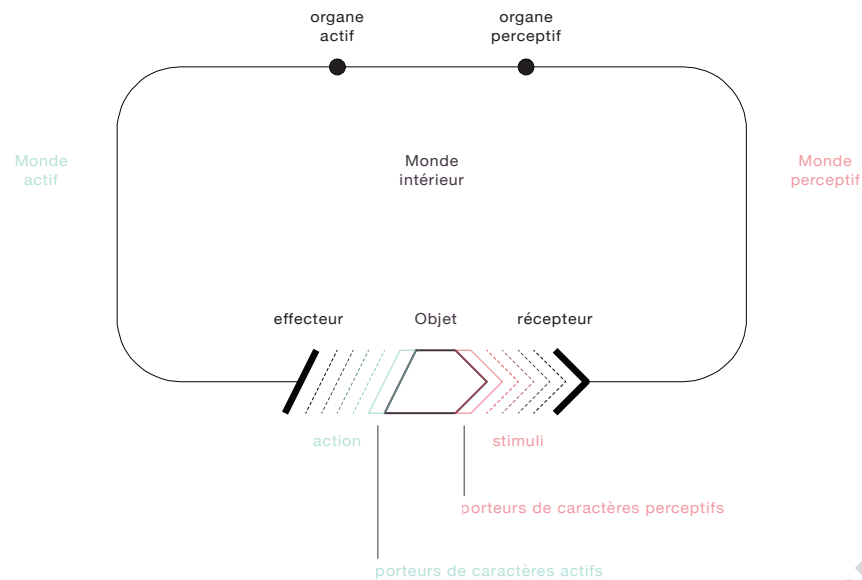 organe
actif
organe
perceptif
Monde
actif
Monde
intérieur
Monde
perceptif
effecteur
Objet
récepteur
action
stimuli
porteurs de caractères perceptifs
porteurs de caractères actifs